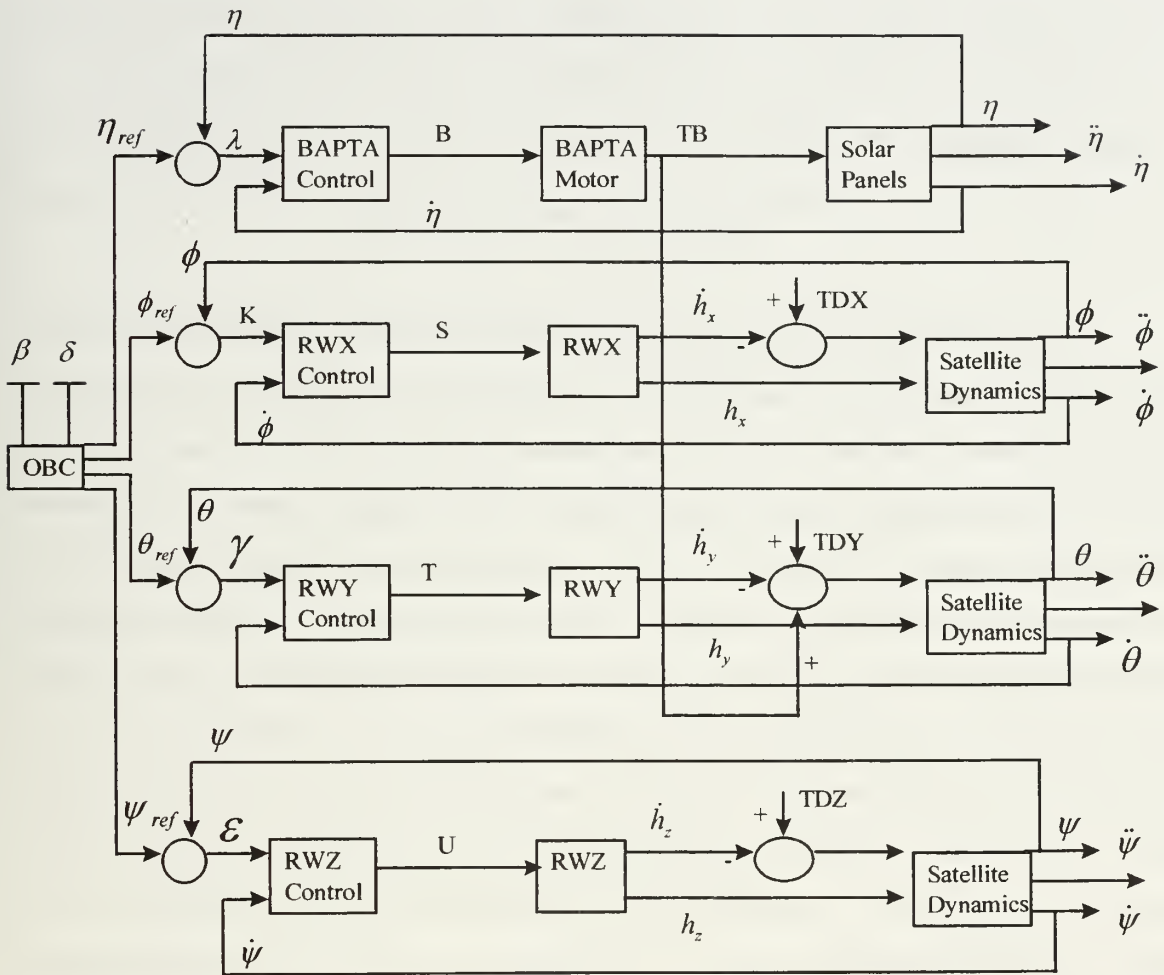 η
η_ref
λ
BAPTA
Control
B
BAPTA
Motor
TB
Solar
Panels
η
η̈
η̇
η̇
ϕ
ϕ_ref
K
RWX
Control
S
RWX
ḣ_x
+
TDX
-
h_x
Satellite
Dynamics
ϕ
ϕ̈
ϕ̇
ϕ̇
β
δ
OBC
θ
θ_ref
γ
RWY
Control
T
RWY
ḣ_y
+
TDY
-
h_y
+
Satellite
Dynamics
θ
θ̈
θ̇
ψ
ψ_ref
ε
RWZ
Control
U
RWZ
ḣ_z
+
TDZ
-
h_z
Satellite
Dynamics
ψ
ψ̈
ψ̇
ψ̇